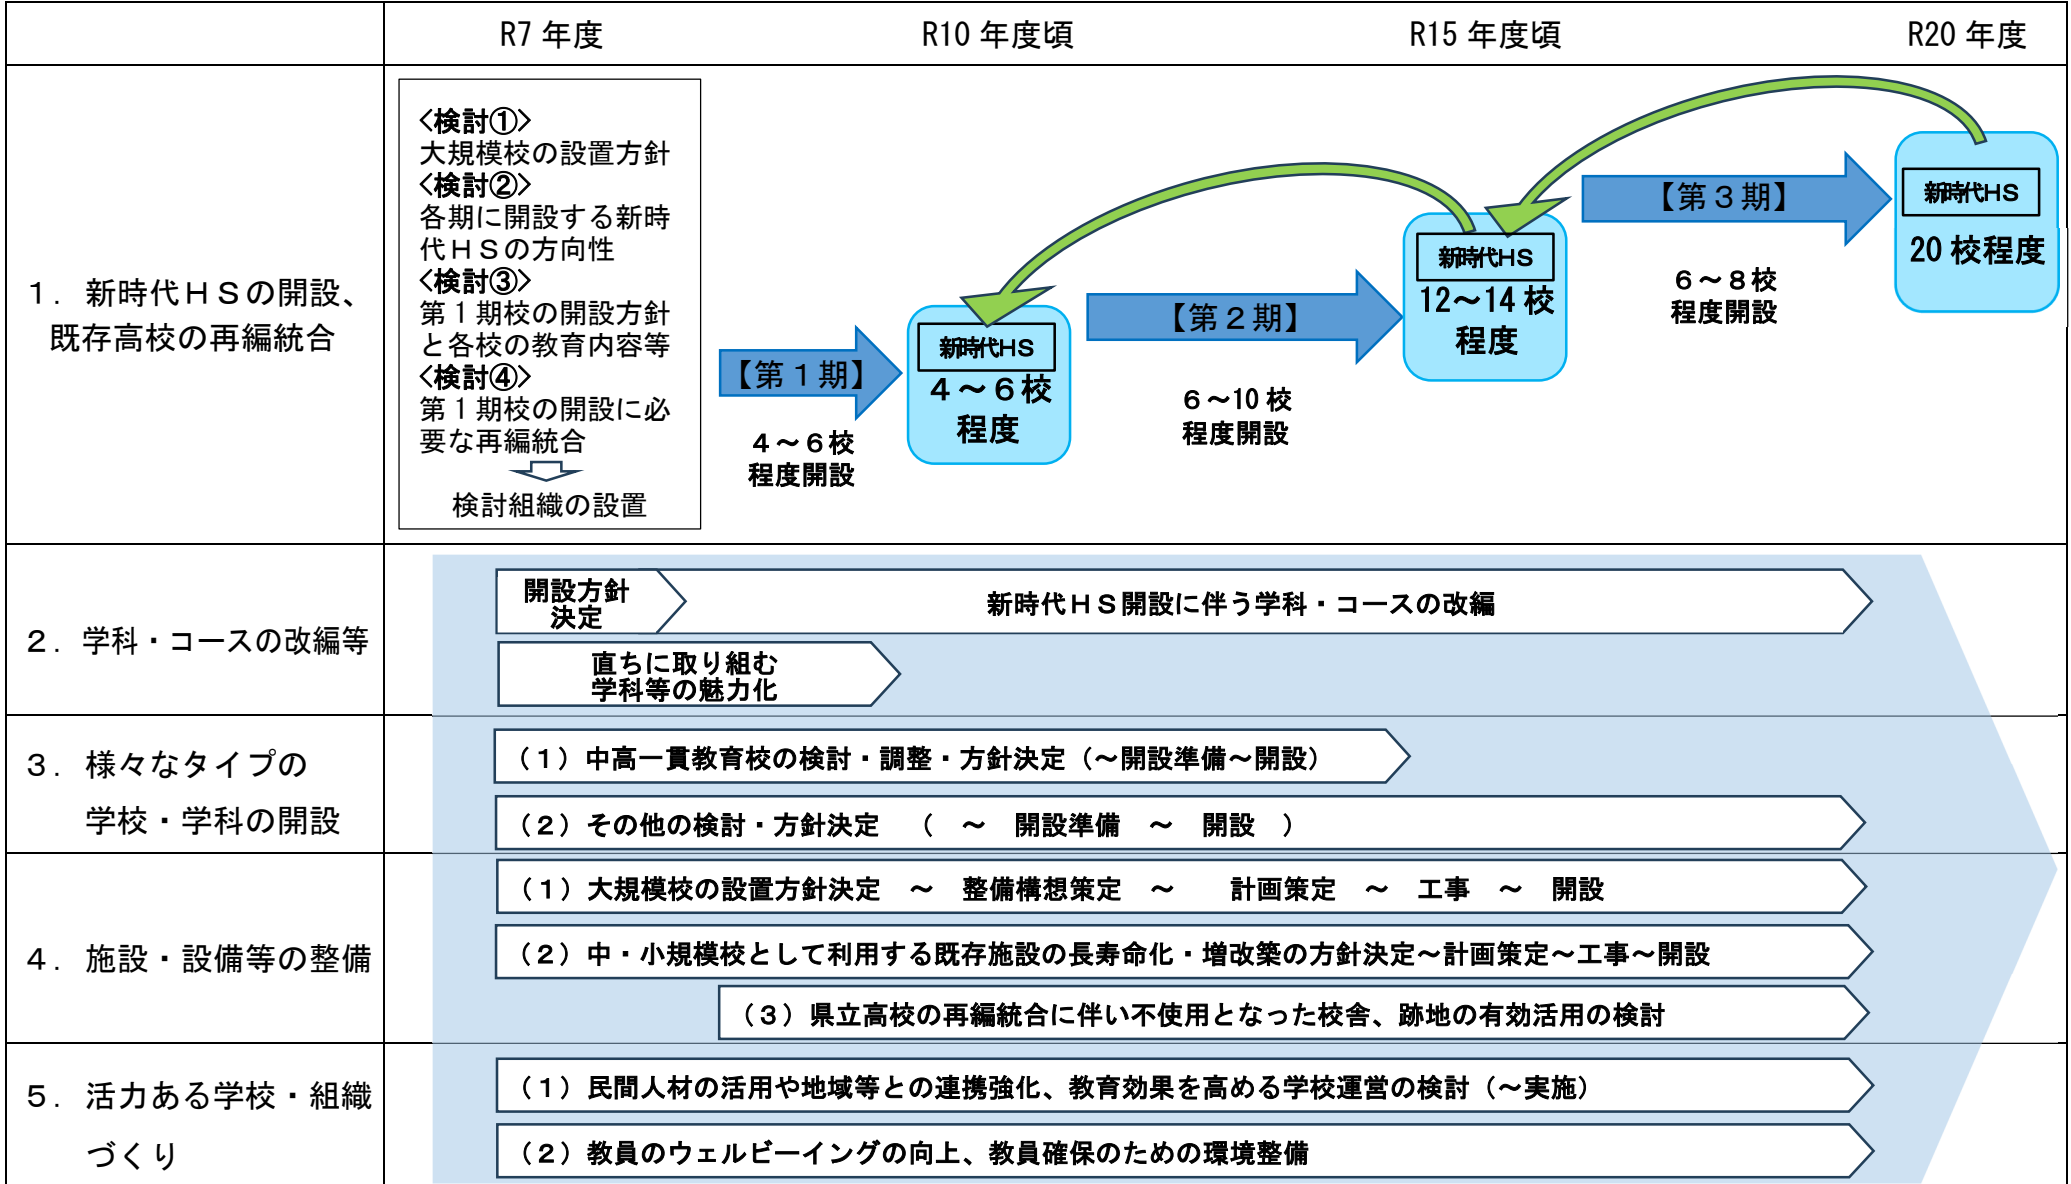 R7 年度
R10 年度頃
R15 年度頃
R20 年度
1．新時代ＨＳの開設、
既存高校の再編統合
<検討①>
大規模校の設置方針
<検討②>
各期に開設する新時
代ＨＳの方向性
<検討③>
第１期校の開設方針
と各校の教育内容等
<検討④>
第１期校の開設に必
要な再編統合
検討組織の設置
【第１期】
４～６校
程度開設
新時代HS
４～６校
程度
【第２期】
６～10 校
程度開設
新時代HS
12～14 校
程度
【第３期】
６～８校
程度開設
新時代HS
20 校程度
2．学科・コースの改編等
開設方針
決定
新時代ＨＳ開設に伴う学科・コースの改編
直ちに取り組む
学科等の魅力化
3．様々なタイプの
学校・学科の開設
（１）中高一貫教育校の検討・調整・方針決定（～開設準備～開設）
（２）その他の検討・方針決定　（　～　開設準備　～　開設　）
4．施設・設備等の整備
（１）大規模校の設置方針決定　～　整備構想策定　～　　計画策定　～　工事　～　開設
（２）中・小規模校として利用する既存施設の長寿命化・増改築の方針決定～計画策定～工事～開設
（３）県立高校の再編統合に伴い不使用となった校舎、跡地の有効活用の検討
5．活力ある学校・組織
づくり
（１）民間人材の活用や地域等との連携強化、教育効果を高める学校運営の検討（～実施）
（２）教員のウェルビーイングの向上、教員確保のための環境整備